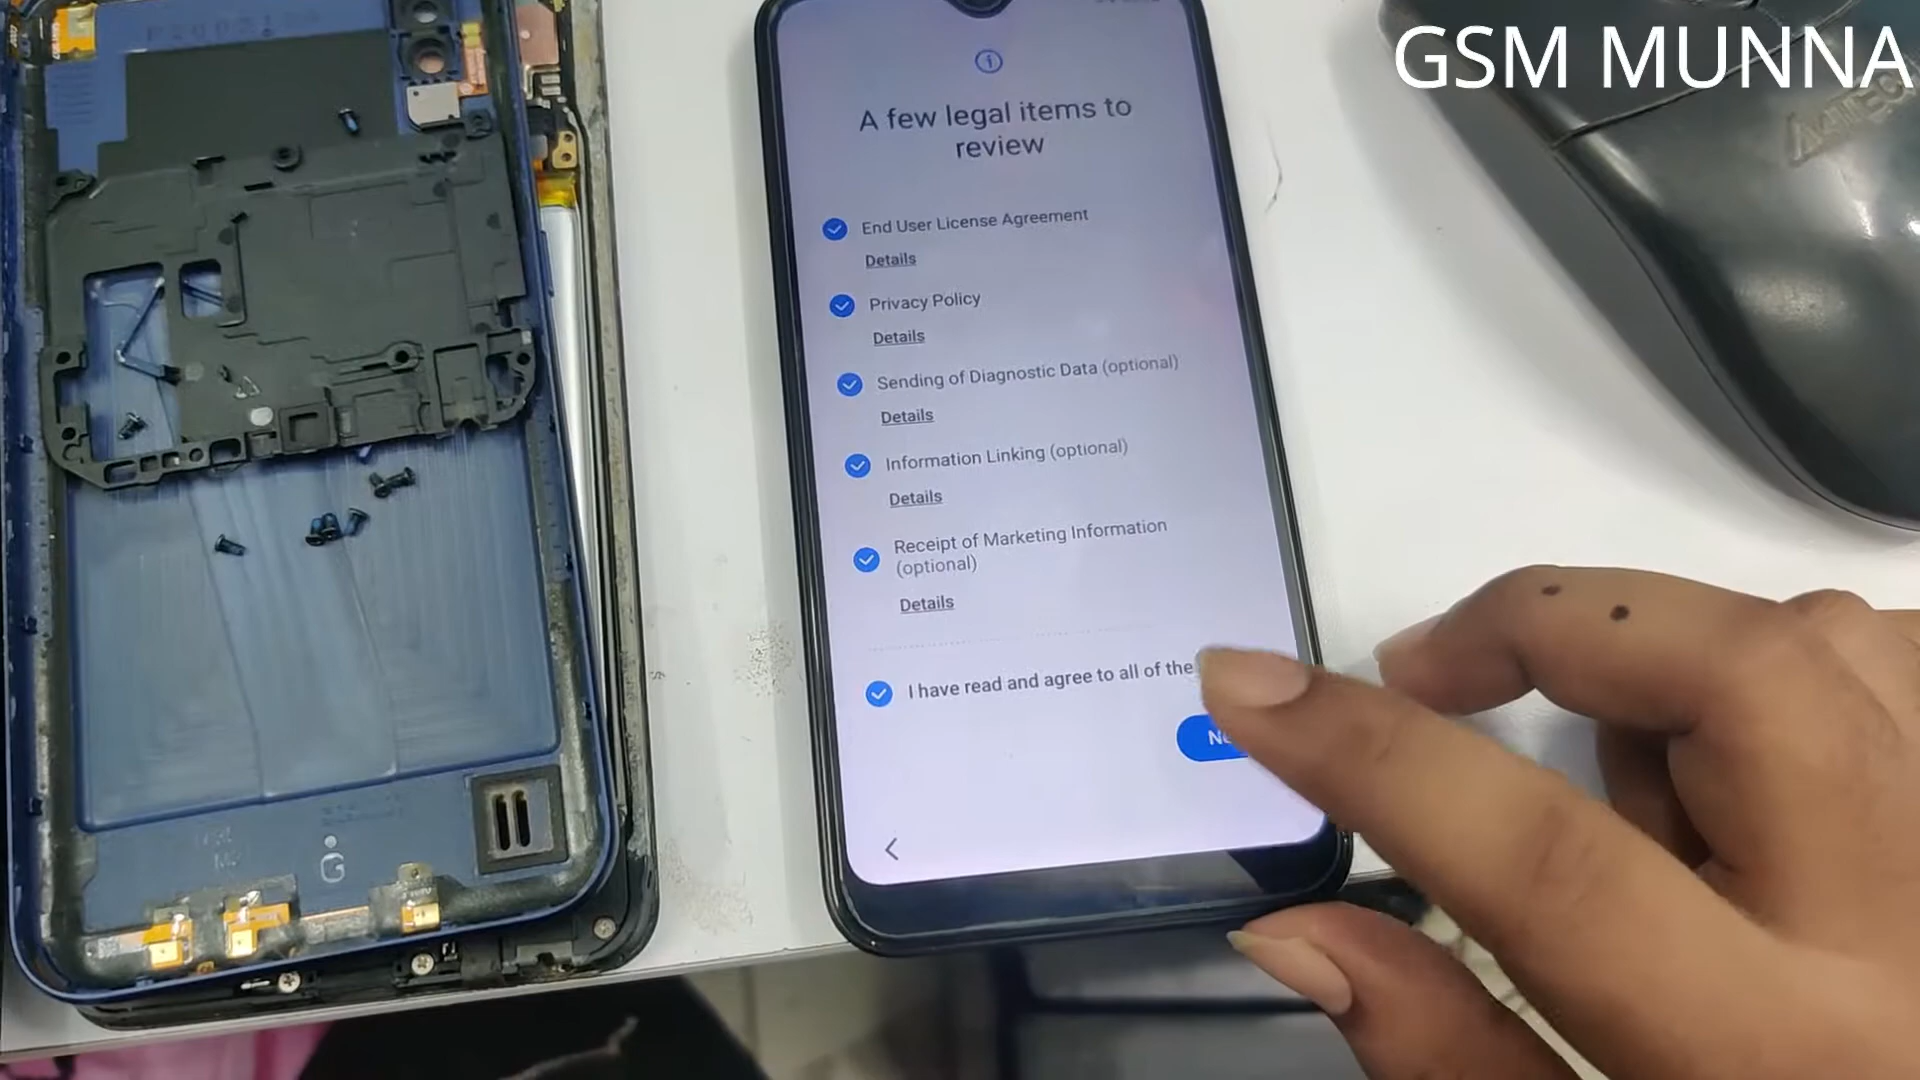 GSM MUNNA
A few legal items to
review
End User License Agreement
Details
Privacy Policy
Details
Sending of Diagnostic Data (optional)
Details
Information Linking (optional)
Details
Receipt of Marketing Information
(optional)
Details
I have read and agree to all of the
G